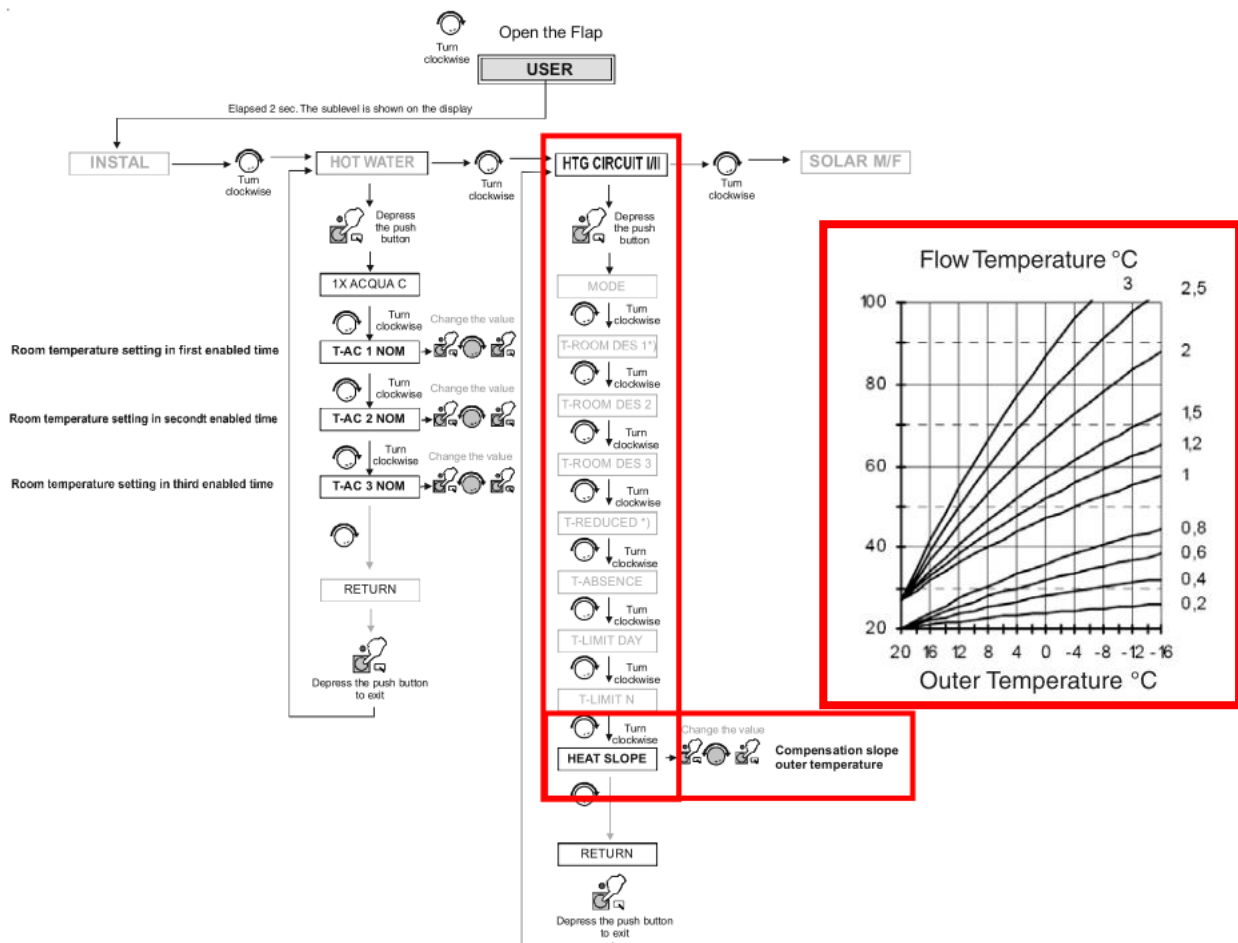 Open the Flap
Turn
clockwise
USER
Elapsed 2 sec. The sublevel is shown on the display
INSTAL
Turn
clockwise
HOT WATER
Turn
clockwise
HTG CIRCUIT I/II
Turn
clockwise
SOLAR M/F
Depress
the push
button
1X ACQUA C
Turn
clockwise
Change the value
Room temperature setting in first enabled time
T-AC 1 NOM
Turn
clockwise
Change the value
Room temperature setting in secondt enabled time
T-AC 2 NOM
Turn
clockwise
Change the value
Room temperature setting in third enabled time
T-AC 3 NOM
RETURN
Depress the push button
to exit
Depress
the push
button
MODE
Turn
clockwise
T-ROOM DES 1*)
Turn
clockwise
T-ROOM DES 2
Turn
clockwise
T-ROOM DES 3
Turn
clockwise
T-REDUCED *)
Turn
clockwise
T-ABSENCE
Turn
clockwise
T-LIMIT DAY
Turn
clockwise
T-LIMIT N
Turn
clockwise
Change the value
HEAT SLOPE
Compensation slope
outer temperature
RETURN
Depress the push button
to exit
Flow Temperature °C
3
2,5
100
2
80
1,5
1,2
60
1
0,8
40
0,6
0,4
0,2
20
20 16 12 8 4 0 -4 -8 -12 -16
Outer Temperature °C